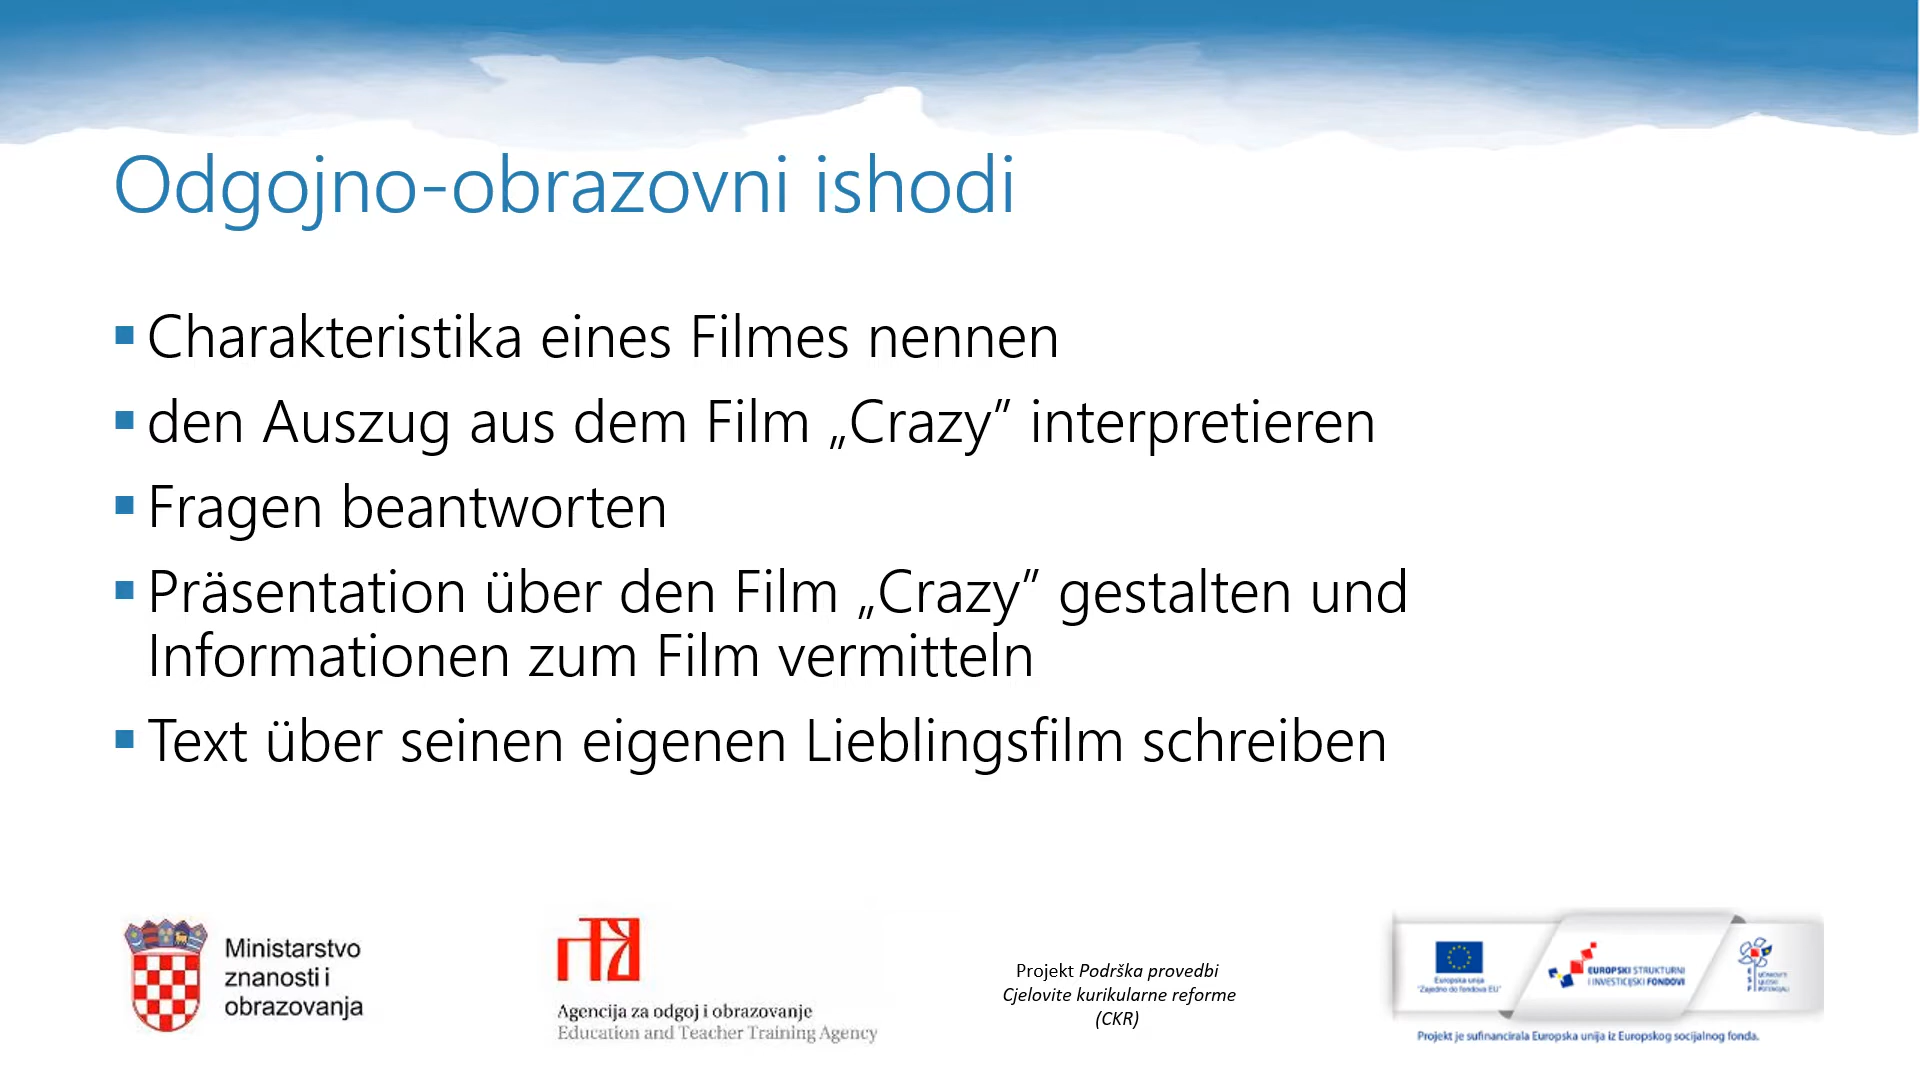 Odgojno-obrazovni ishodi
Charakteristika eines Filmes nennen
den Auszug aus dem Film „Crazy” interpretieren
Fragen beantworten
Präsentation über den Film „Crazy” gestalten und
Informationen zum Film vermitteln
Text über seinen eigenen Lieblingsfilm schreiben
Ministarstvo
znanosti i
obrazovanja
Agencija za odgoj i obrazovanje
Education and Teacher Training Agency
Projekt Podrška provedbi
Cjelovite kurikularne reforme
(CKR)
Europska unija
"Zajedno do fondova EU"
EUROPSKI STRUKTURNI
I INVESTICIJSKI FONDOVI
UČINKOVITI
LJUDSKI
POTENCIJALI
Projekt je sufinancirala Europska unija iz Europskog socijalnog fonda.